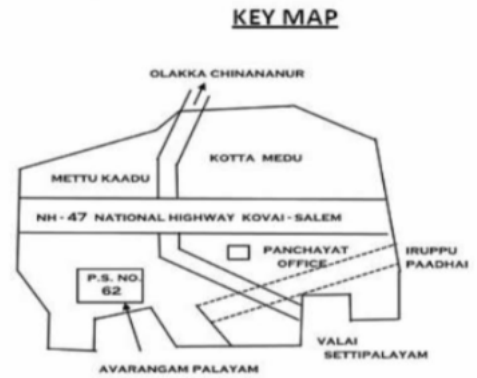 KEY MAP
OLAKKA CHINANANUR
KOTTA MEDU
METTU KAADU
NH - 47 NATIONAL HIGHWAY KOVAI - SALEM
PANCHAYAT
OFFICE
IRUPPU
PAADHAI
P.S. NO.
62
VALAI
SETTIPALAYAM
AVARANGAM PALAYAM